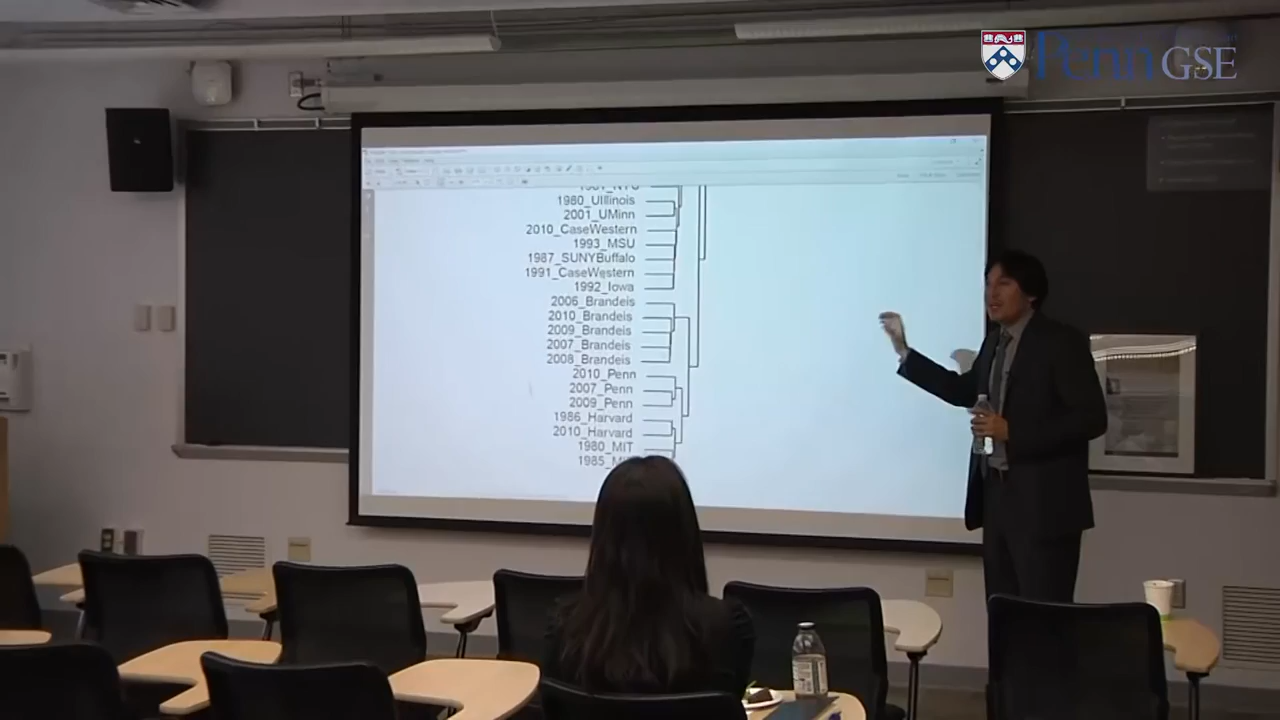 Penn GSE
1980_UIllinois
2001_UMinn
2010_CaseWestern
1993_MSU
1987_SUNYBuffalo
1991_CaseWestern
1992_Iowa
2006_Brandeis
2010_Brandeis
2009_Brandeis
2007_Brandeis
2008_Brandeis
2010_Penn
2007_Penn
2009_Penn
1986_Harvard
2010_Harvard
1980_MIT